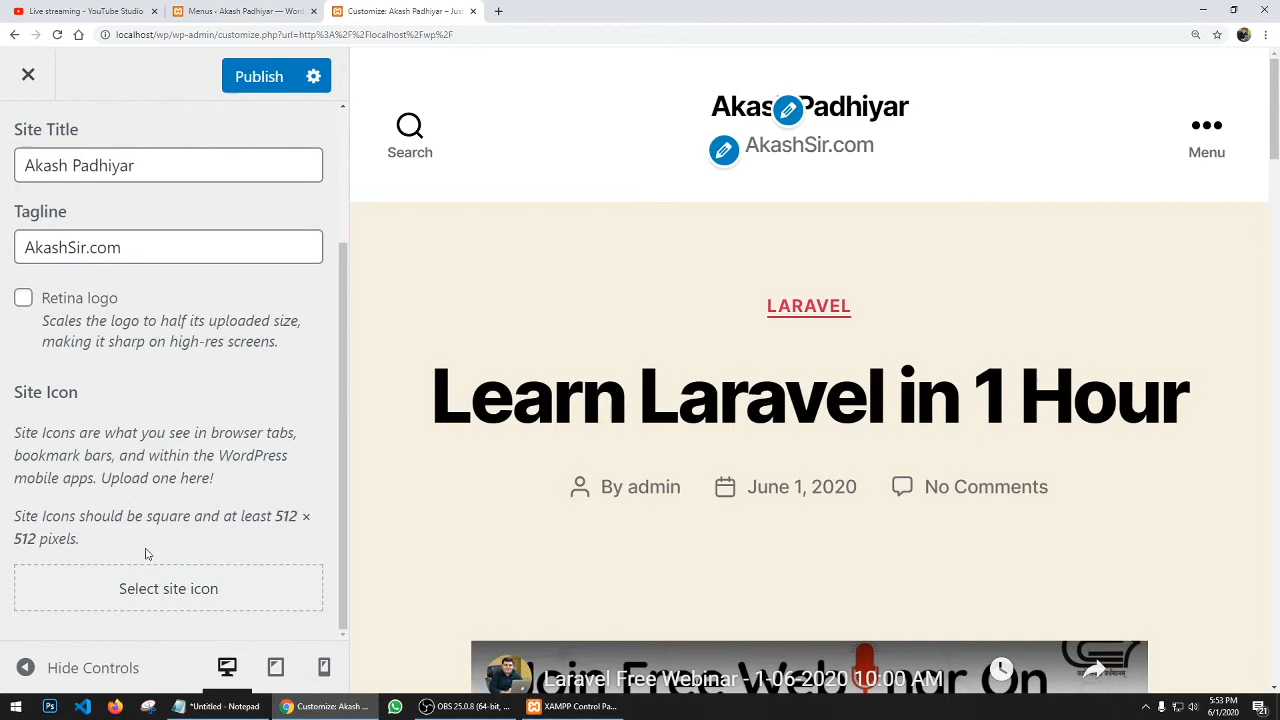 Live streaming - YouTube Studio
Menus ‹ Akash Padhiyar — Word
Customize: Akash Padhiyar – Just
localhost/wp/wp-admin/customize.php?url=http%3A%2F%2Flocalhost%2Fwp%2F
Publish
Site Title
Akash Padhiyar
Tagline
AkashSir.com
Retina logo
Scales the logo to half its uploaded size,
making it sharp on high-res screens.
Site Icon
Site Icons are what you see in browser tabs,
bookmark bars, and within the WordPress
mobile apps. Upload one here!
Site Icons should be square and at least 512 ×
512 pixels.
Select site icon
Hide Controls
Search
Akash Padhiyar
AkashSir.com
Menu
LARAVEL
Learn Laravel in 1 Hour
By admin
June 1, 2020
No Comments
Join Free Webinar On
Laravel Free Webinar - 1-06-2020 10:00 AM
*Untitled - Notepad
Customize: Akash ...
OBS 25.0.8 (64-bit, ...
XAMPP Control Pa...
5:53 PM
6/1/2020
21